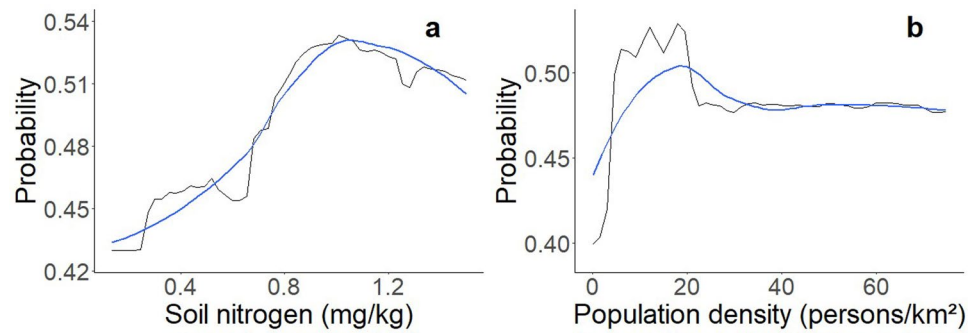 a
Probability
0.54
0.51
0.48
0.45
0.42
0.4 0.8 1.2
Soil nitrogen (mg/kg)
b
Probability
0.50
0.45
0.40
0 20 40 60
Population density (persons/km²)